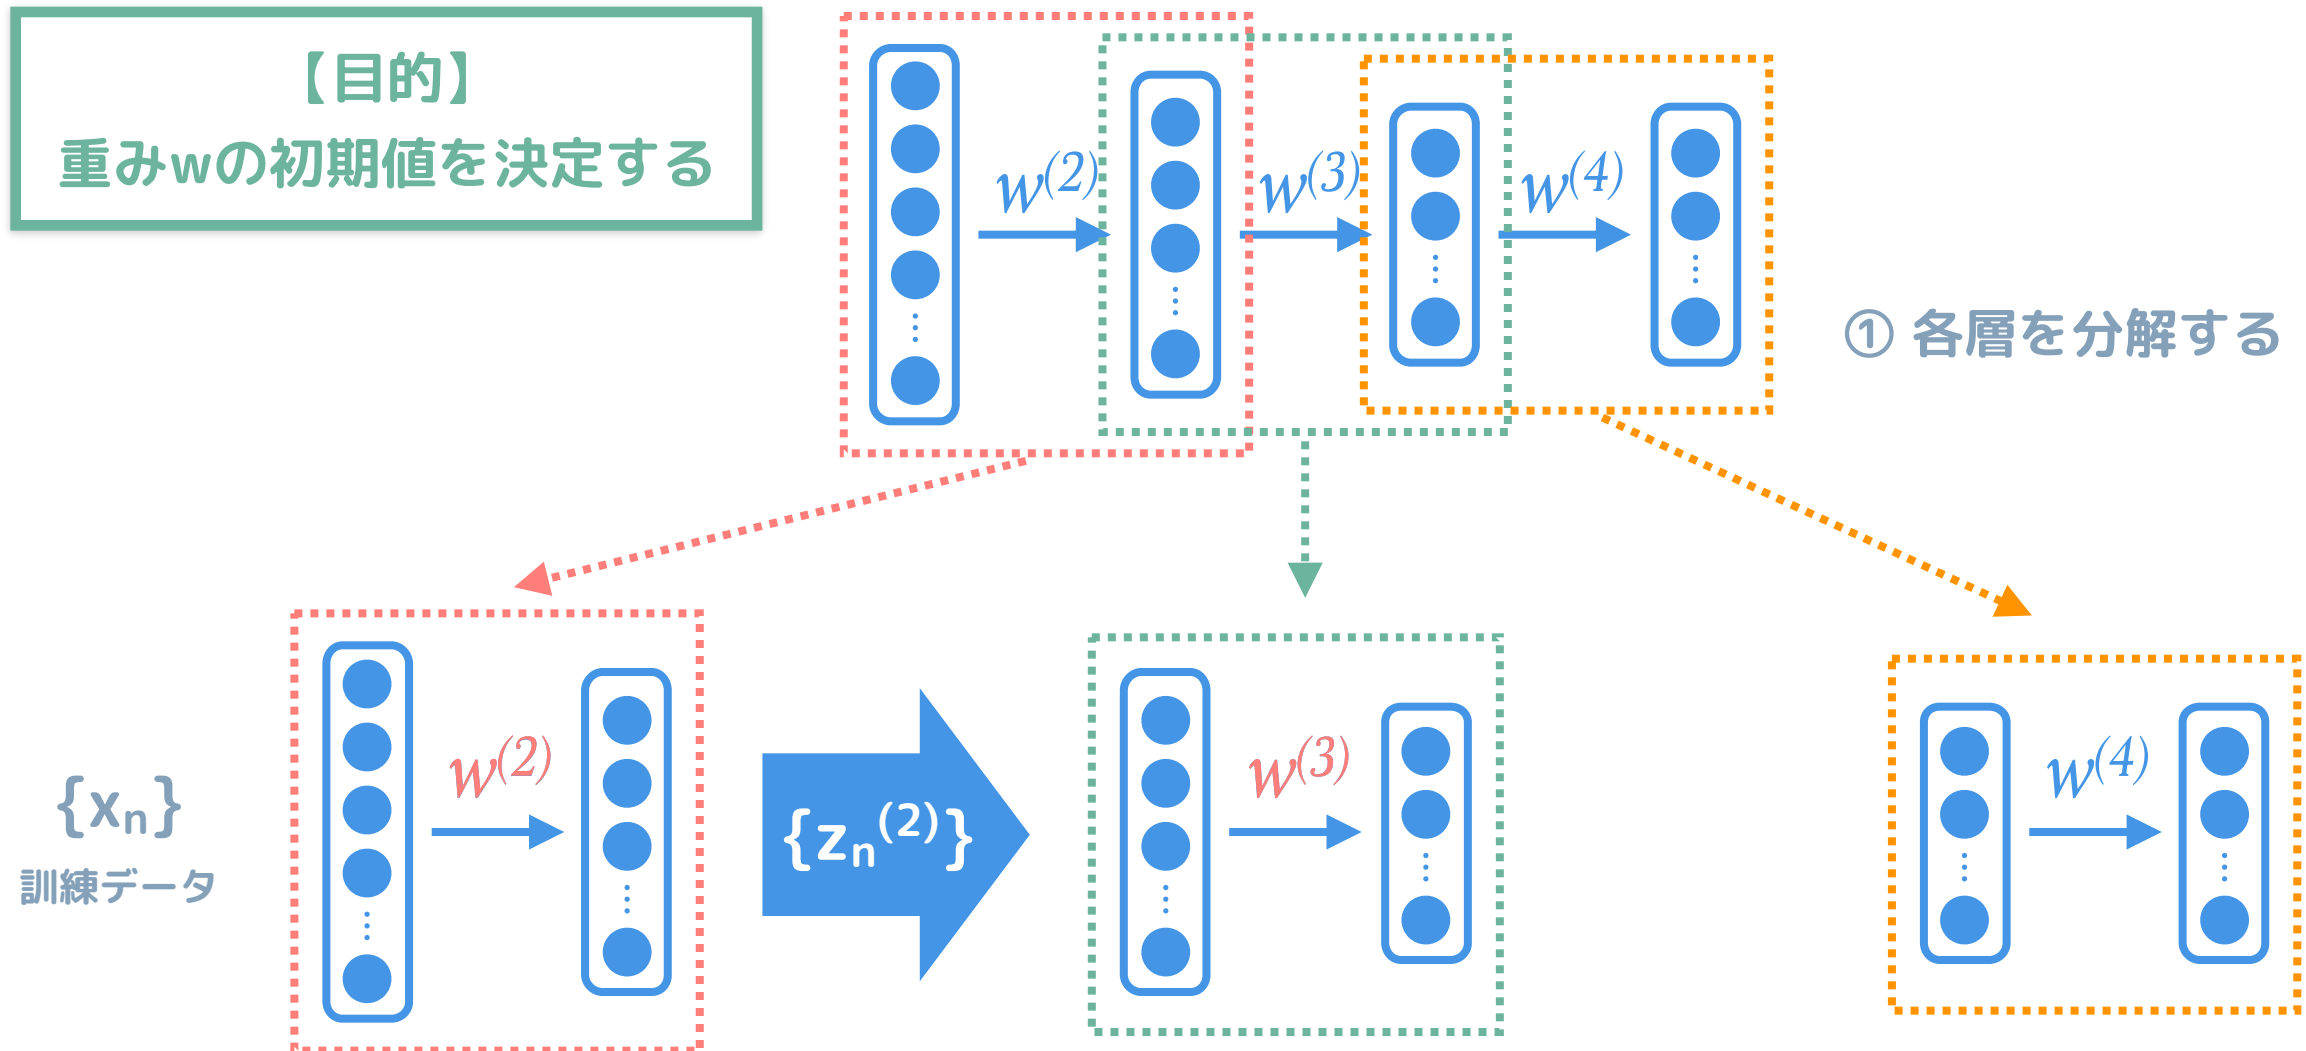 【目的】
重みwの初期値を決定する
w(2)
w(3)
w(4)
① 各層を分解する
{xn}
訓練データ
w(2)
{zn(2)}
w(3)
w(4)